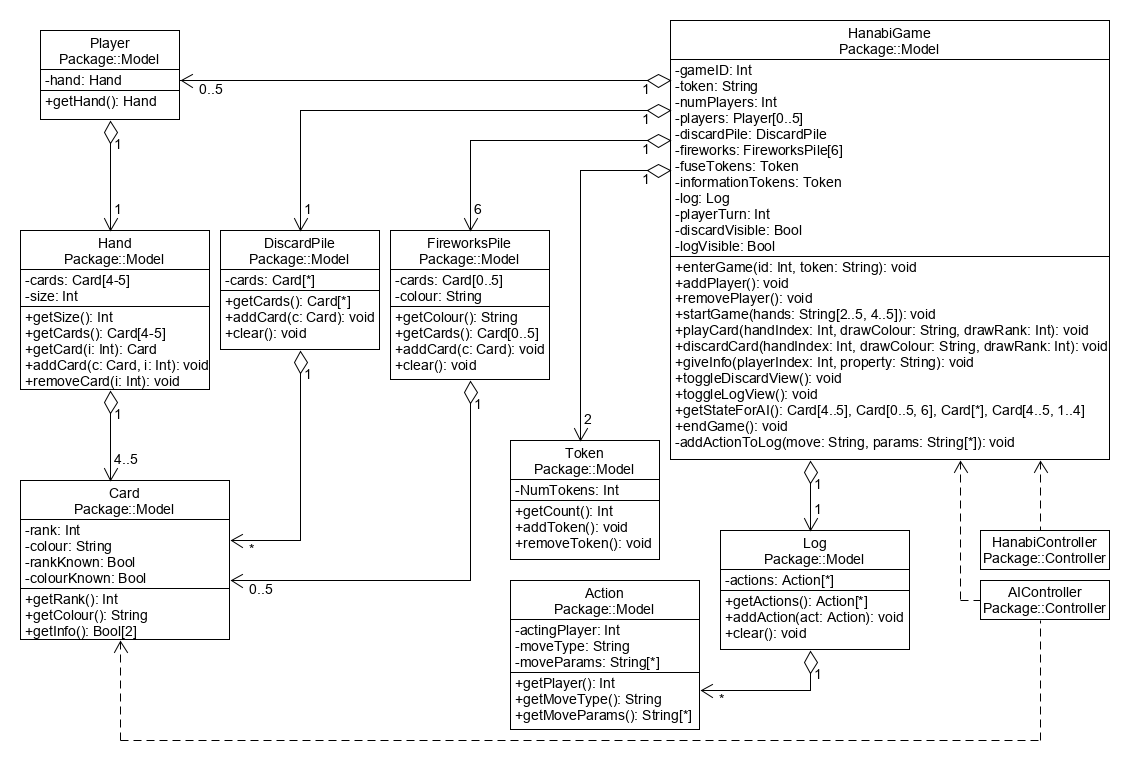 Player
Package::Model
-hand: Hand
+getHand(): Hand
HanabiGame
Package::Model
-gameID: Int
-token: String
-numPlayers: Int
-players: Player[0..5]
-discardPile: DiscardPile
-fireworks: FireworksPile[6]
-fuseTokens: Token
-informationTokens: Token
-log: Log
-playerTurn: Int
-discardVisible: Bool
-logVisible: Bool
+enterGame(id: Int, token: String): void
+addPlayer(): void
+removePlayer(): void
+startGame(hands: String[2..5, 4..5]): void
+playCard(handIndex: Int, drawColour: String, drawRank: Int): void
+discardCard(handIndex: Int, drawColour: String, drawRank: Int): void
+giveInfo(playerIndex: Int, property: String): void
+toggleDiscardView(): void
+toggleLogView(): void
+getStateForAI(): Card[4..5], Card[0..5, 6], Card[*], Card[4..5, 1..4]
+endGame(): void
-addActionToLog(move: String, params: String[*]): void
0..5
1
1
1
1
1
1
1
6
2
Hand
Package::Model
-cards: Card[4-5]
-size: Int
+getSize(): Int
+getCards(): Card[4-5]
+getCard(i: Int): Card
+addCard(c: Card, i: Int): void
+removeCard(i: Int): void
DiscardPile
Package::Model
-cards: Card[*]
+getCards(): Card[*]
+addCard(c: Card): void
+clear(): void
FireworksPile
Package::Model
-cards: Card[0..5]
-colour: String
+getColour(): String
+getCards(): Card[0..5]
+addCard(c: Card): void
+clear(): void
1
1
1
4..5
*
0..5
Card
Package::Model
-rank: Int
-colour: String
-rankKnown: Bool
-colourKnown: Bool
+getRank(): Int
+getColour(): String
+getInfo(): Bool[2]
Token
Package::Model
-NumTokens: Int
+getCount(): Int
+addToken(): void
+removeToken(): void
1
1
Log
Package::Model
-actions: Action[*]
+getActions(): Action[*]
+addAction(act: Action): void
+clear(): void
HanabiController
Package::Controller
AIController
Package::Controller
Action
Package::Model
-actingPlayer: Int
-moveType: String
-moveParams: String[*]
+getPlayer(): Int
+getMoveType(): String
+getMoveParams(): String[*]
1
*